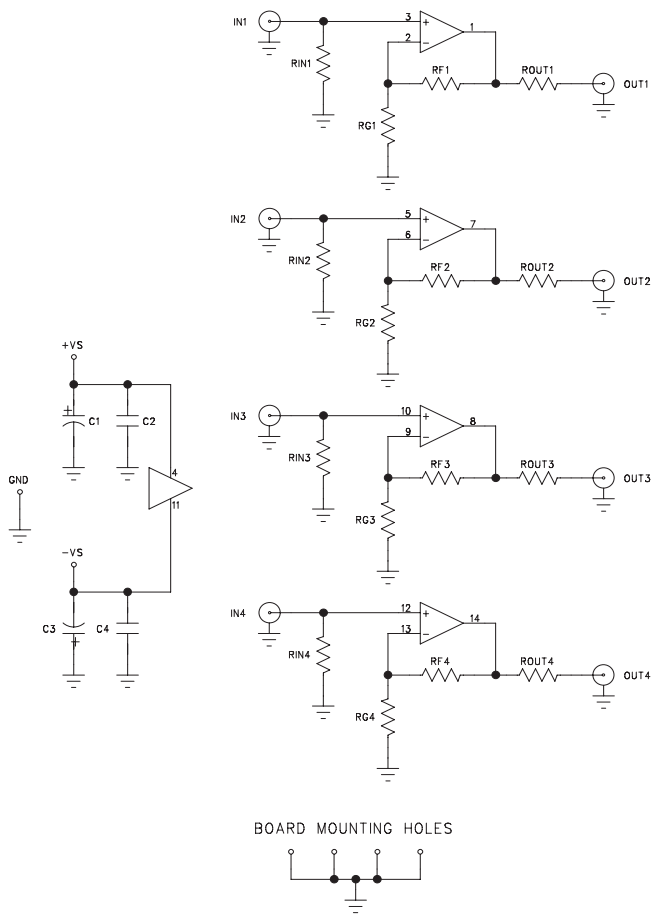 IN1
3
+
1
2
−
RIN1
RF1
ROUT1
OUT1
RG1
IN2
5
+
7
6
−
RIN2
RF2
ROUT2
OUT2
RG2
+VS
+
C1
C2
IN3
10
+
8
9
−
RIN3
RF3
ROUT3
OUT3
RG3
4
GND
11
−VS
C3
+
C4
IN4
12
+
14
13
−
RIN4
RF4
ROUT4
OUT4
RG4
BOARD MOUNTING HOLES